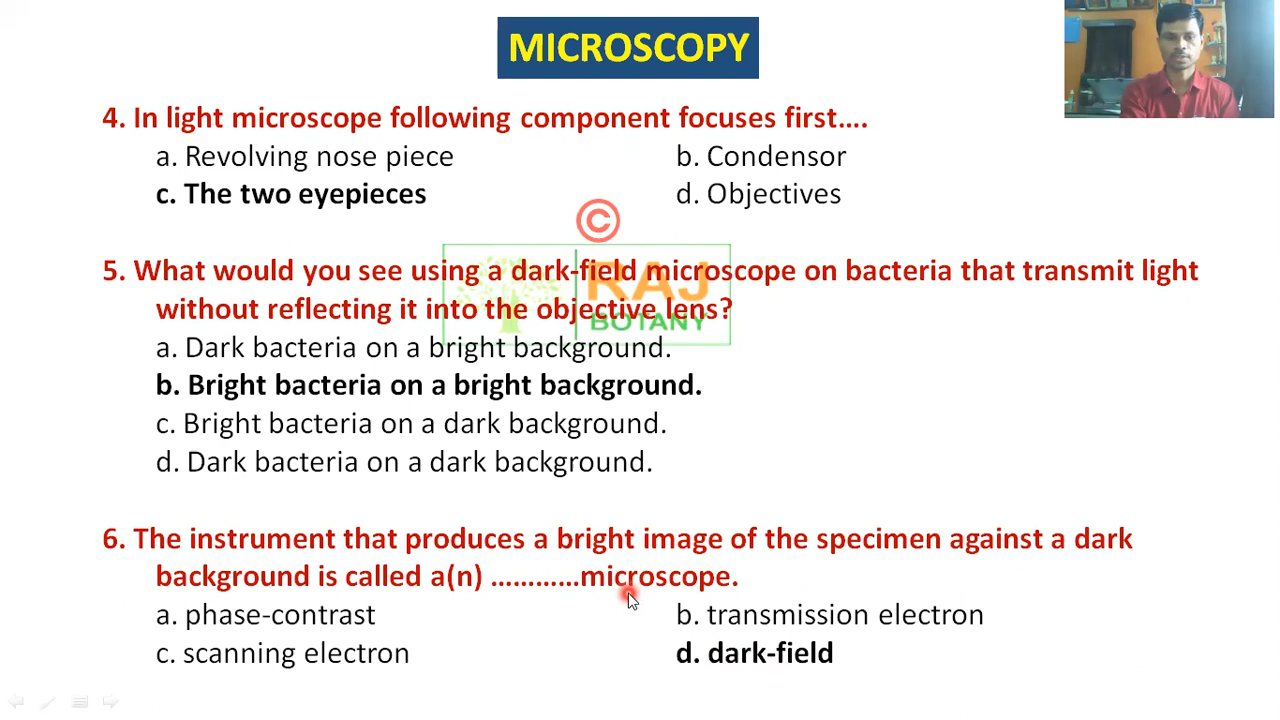 MICROSCOPY
4. In light microscope following component focuses first….
a. Revolving nose piece b. Condensor
c. The two eyepieces d. Objectives
©
RAJ
BOTANY
5. What would you see using a dark-field microscope on bacteria that transmit light
without reflecting it into the objective lens?
a. Dark bacteria on a bright background.
b. Bright bacteria on a bright background.
c. Bright bacteria on a dark background.
d. Dark bacteria on a dark background.
6. The instrument that produces a bright image of the specimen against a dark
background is called a(n) …………microscope.
a. phase-contrast b. transmission electron
c. scanning electron d. dark-field